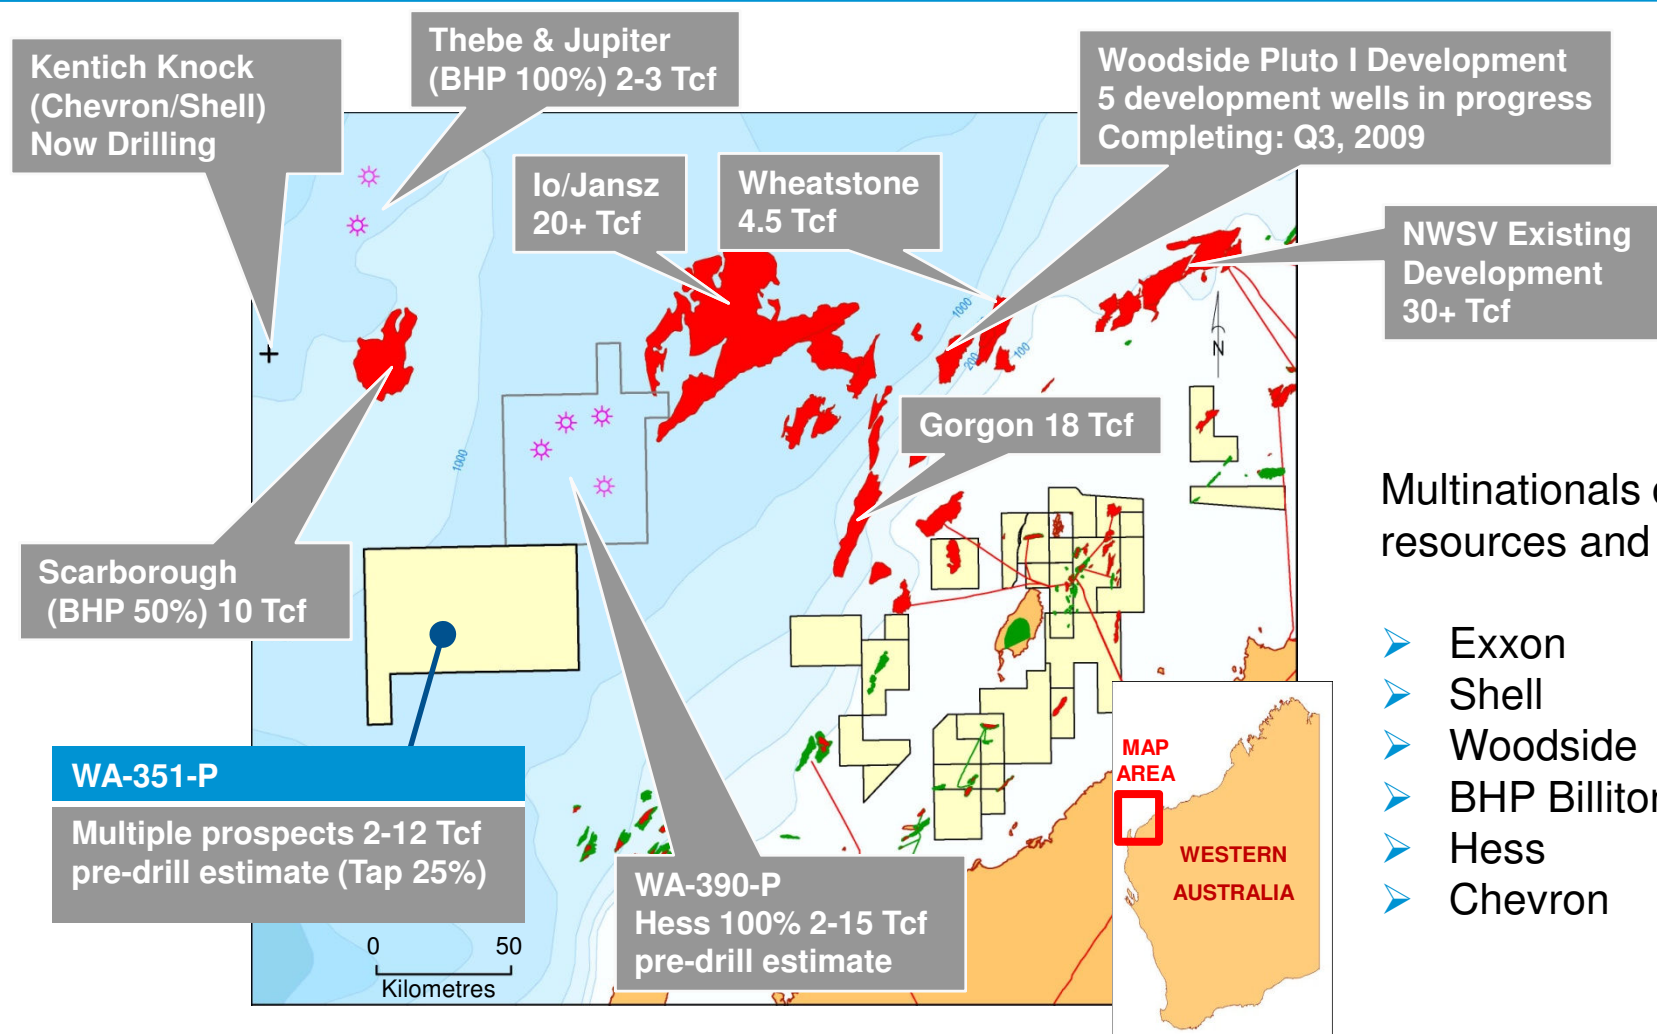 Kentich Knock
(Chevron/Shell)
Now Drilling
Thebe & Jupiter
(BHP 100%) 2-3 Tcf
Woodside Pluto I Development
5 development wells in progress
Completing: Q3, 2009
Io/Jansz
20+ Tcf
Wheatstone
4.5 Tcf
NWSV Existing
Development
30+ Tcf
1000
200
100
N
Gorgon 18 Tcf
1000
Multinationals
resources and
Scarborough
(BHP 50%) 10 Tcf
Exxon
Shell
Woodside
BHP Billiton
Hess
Chevron
WA-351-P
Multiple prospects 2-12 Tcf
pre-drill estimate (Tap 25%)
WA-390-P
Hess 100% 2-15 Tcf
pre-drill estimate
0 50
Kilometres
MAP
AREA
WESTERN
AUSTRALIA